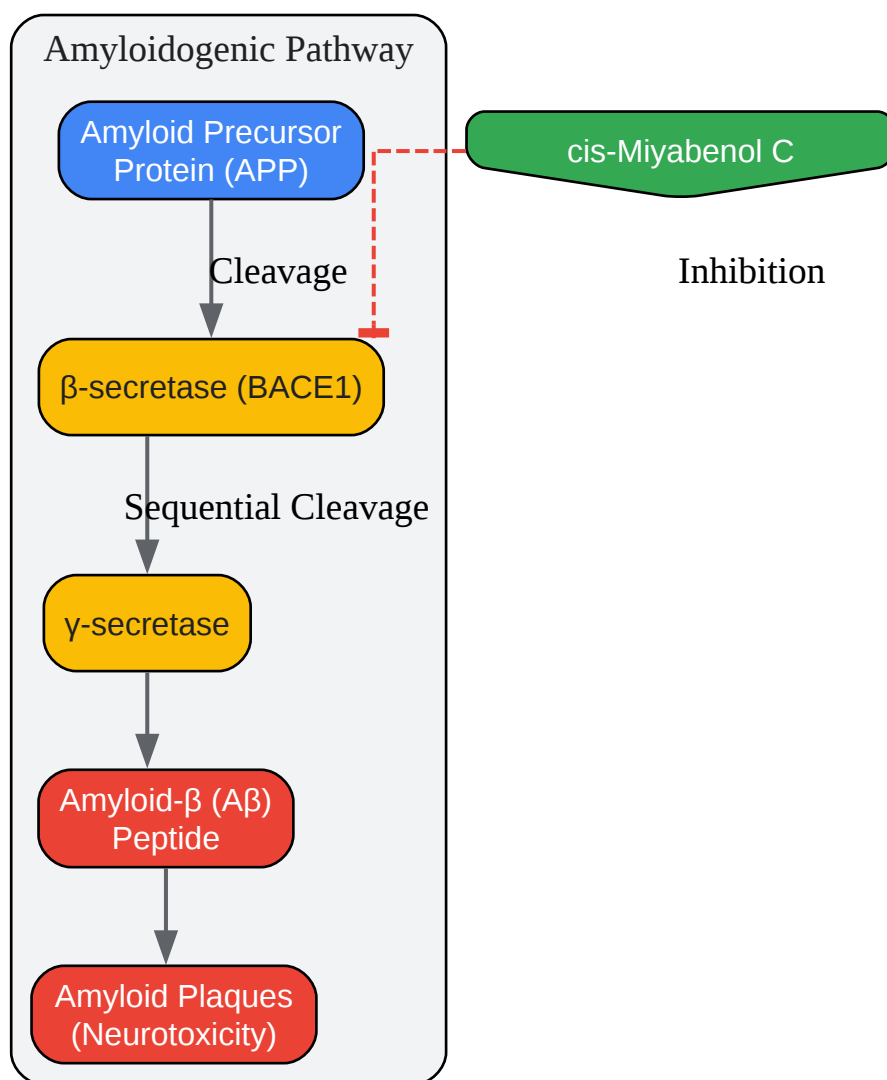 Amyloidogenic Pathway
Amyloid Precursor
Protein (APP)
cis-Miyabenol C
Cleavage
Inhibition
β-secretase (BACE1)
Sequential Cleavage
γ-secretase
Amyloid-β (Aβ)
Peptide
Amyloid Plaques
(Neurotoxicity)